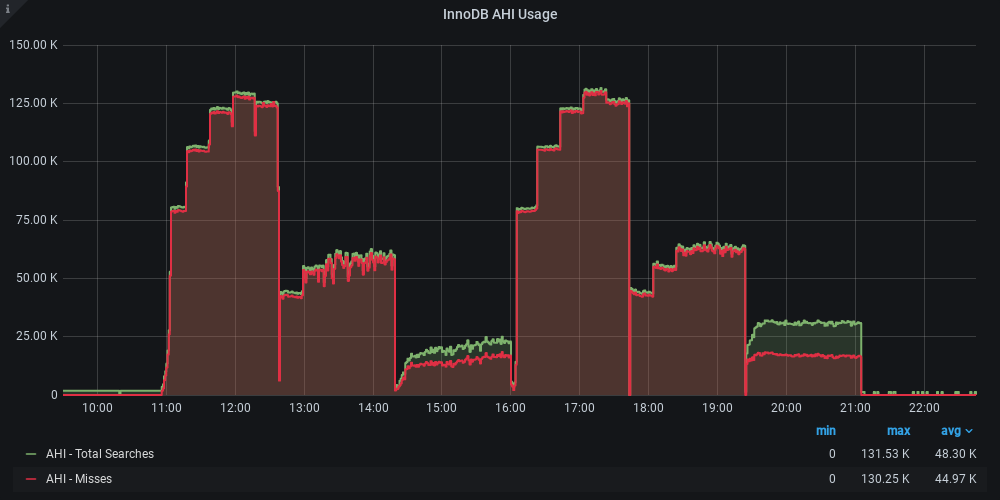 i
InnoDB AHI Usage
150.00 K
125.00 K
100.00 K
75.00 K
50.00 K
25.00 K
0
10:00 11:00 12:00 13:00 14:00 15:00 16:00 17:00 18:00 19:00 20:00 21:00 22:00
min max avg
AHI - Total Searches 0 131.53 K 48.30 K
AHI - Misses 0 130.25 K 44.97 K